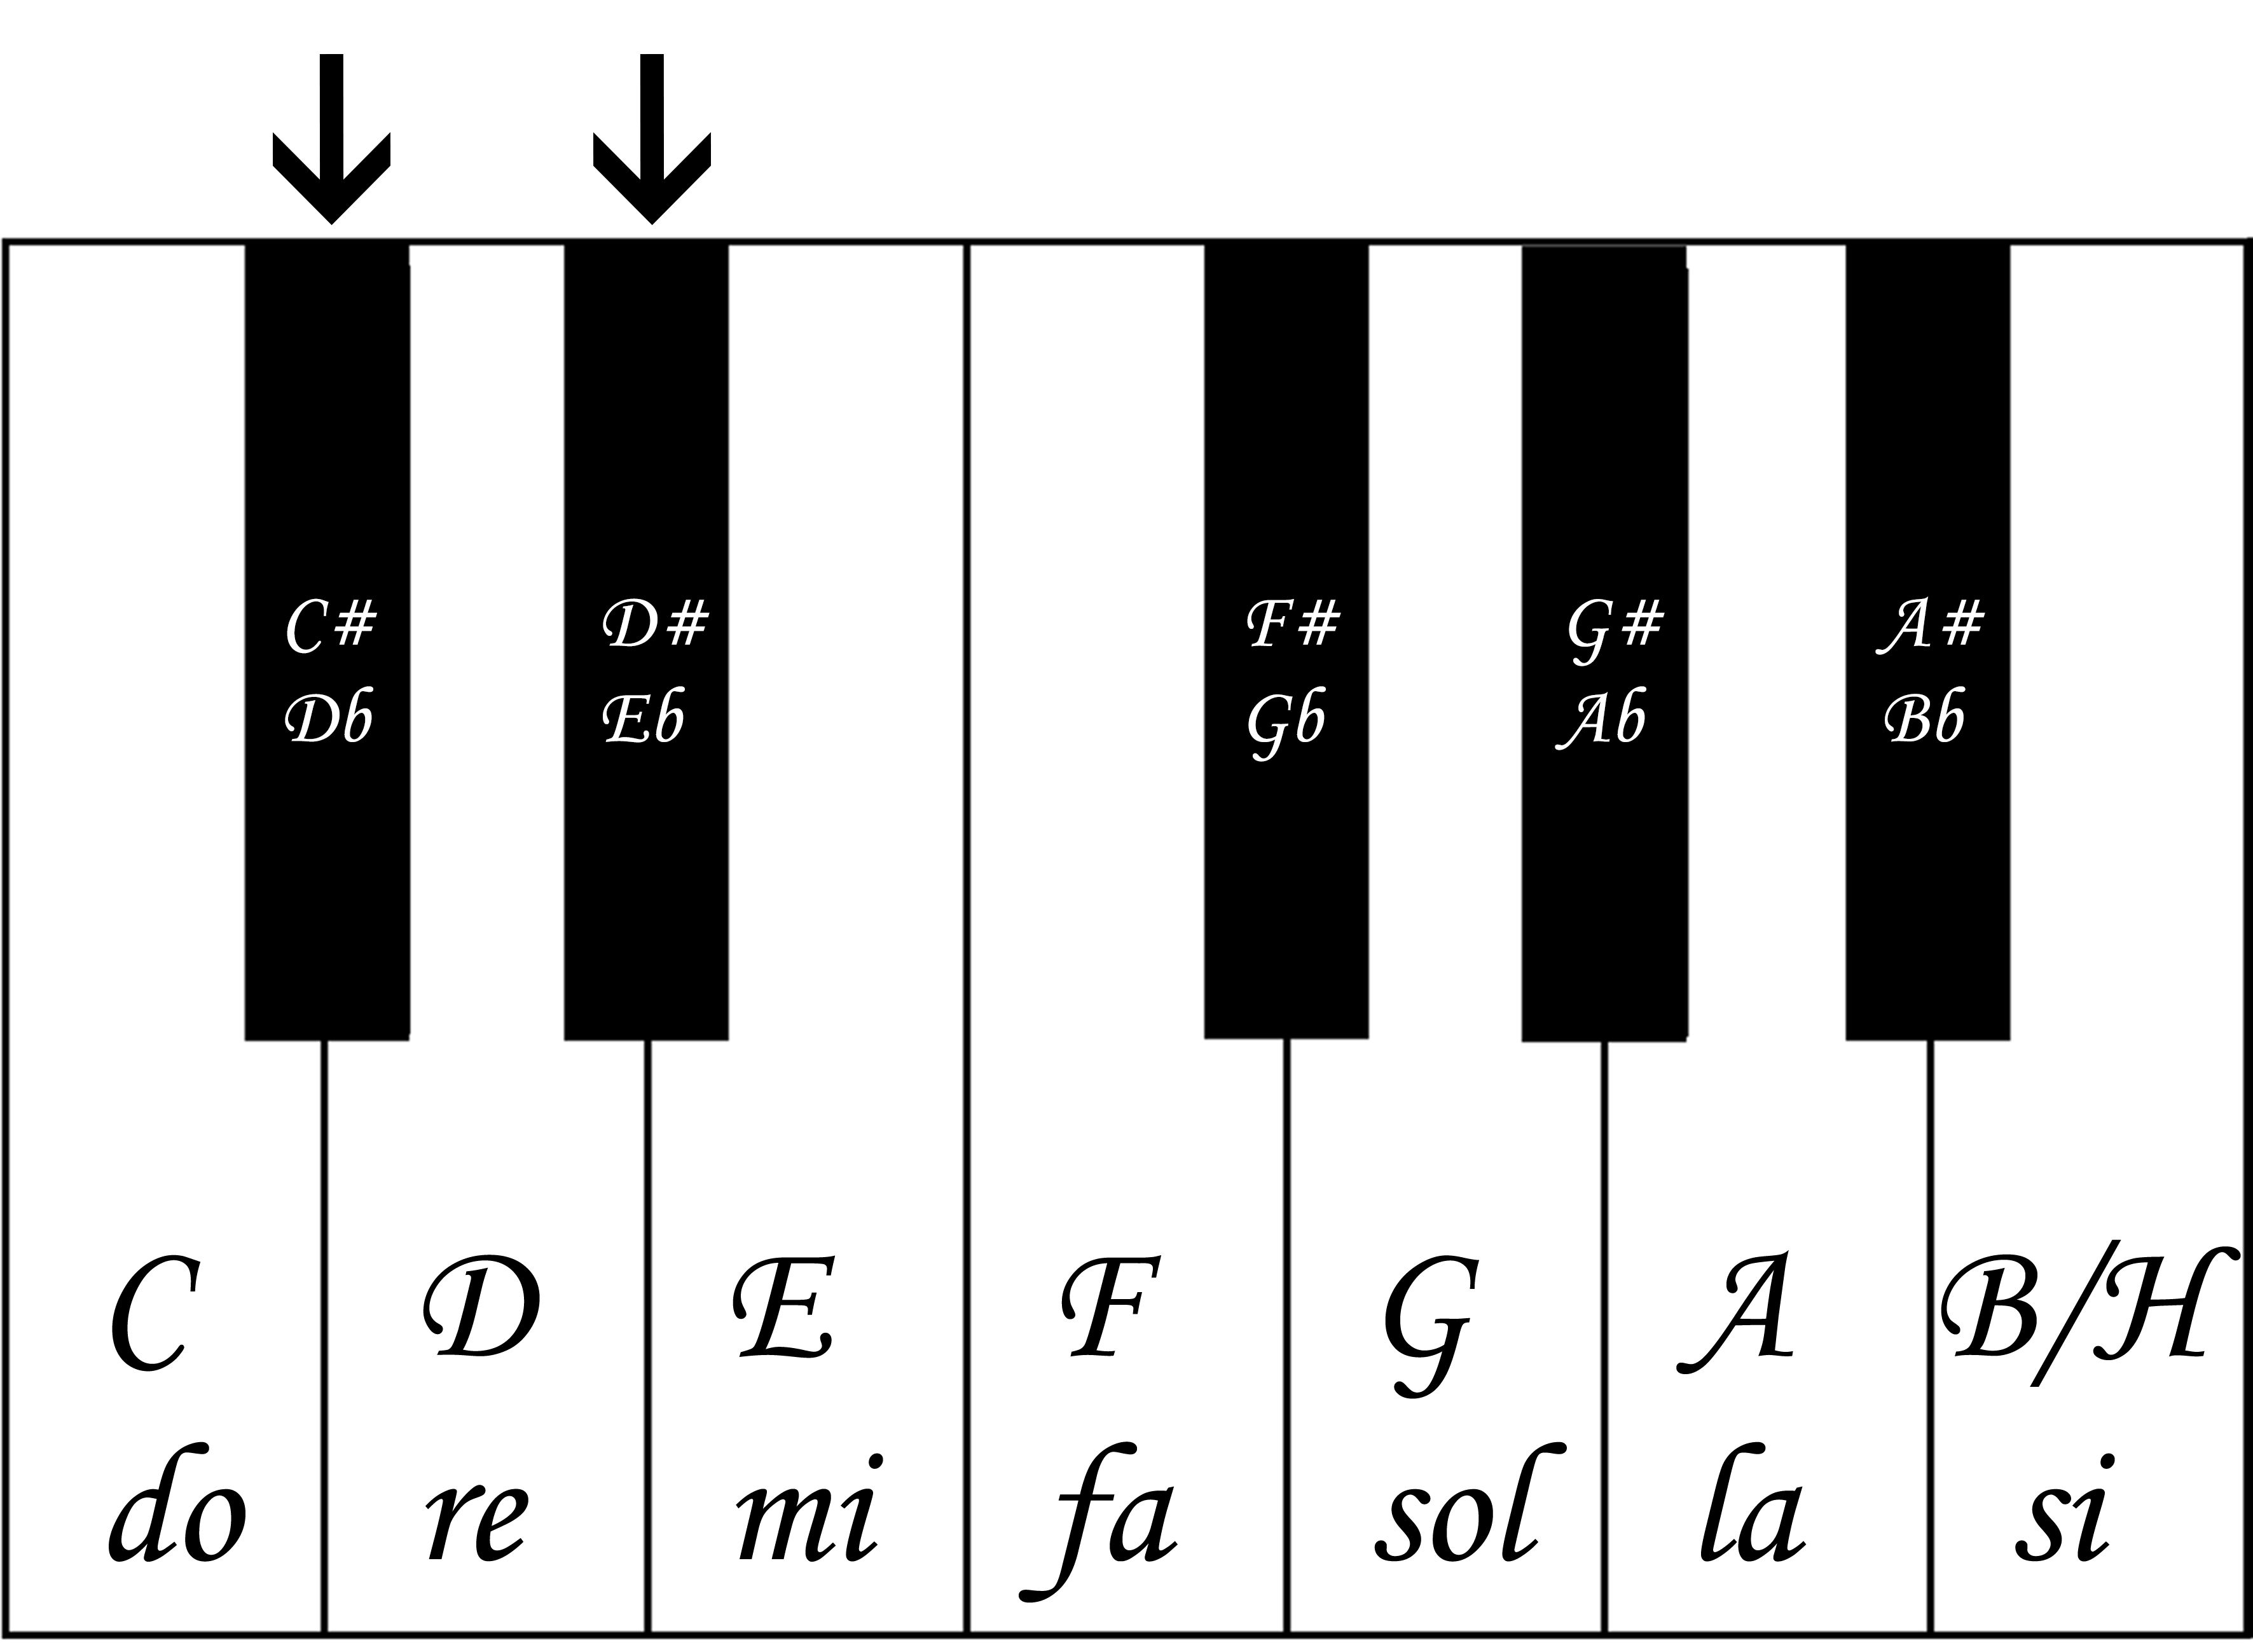 C# D# F# G# A#
Db Eb Gb Ab Bb
C D E F G A B/H
do re mi fa sol la si